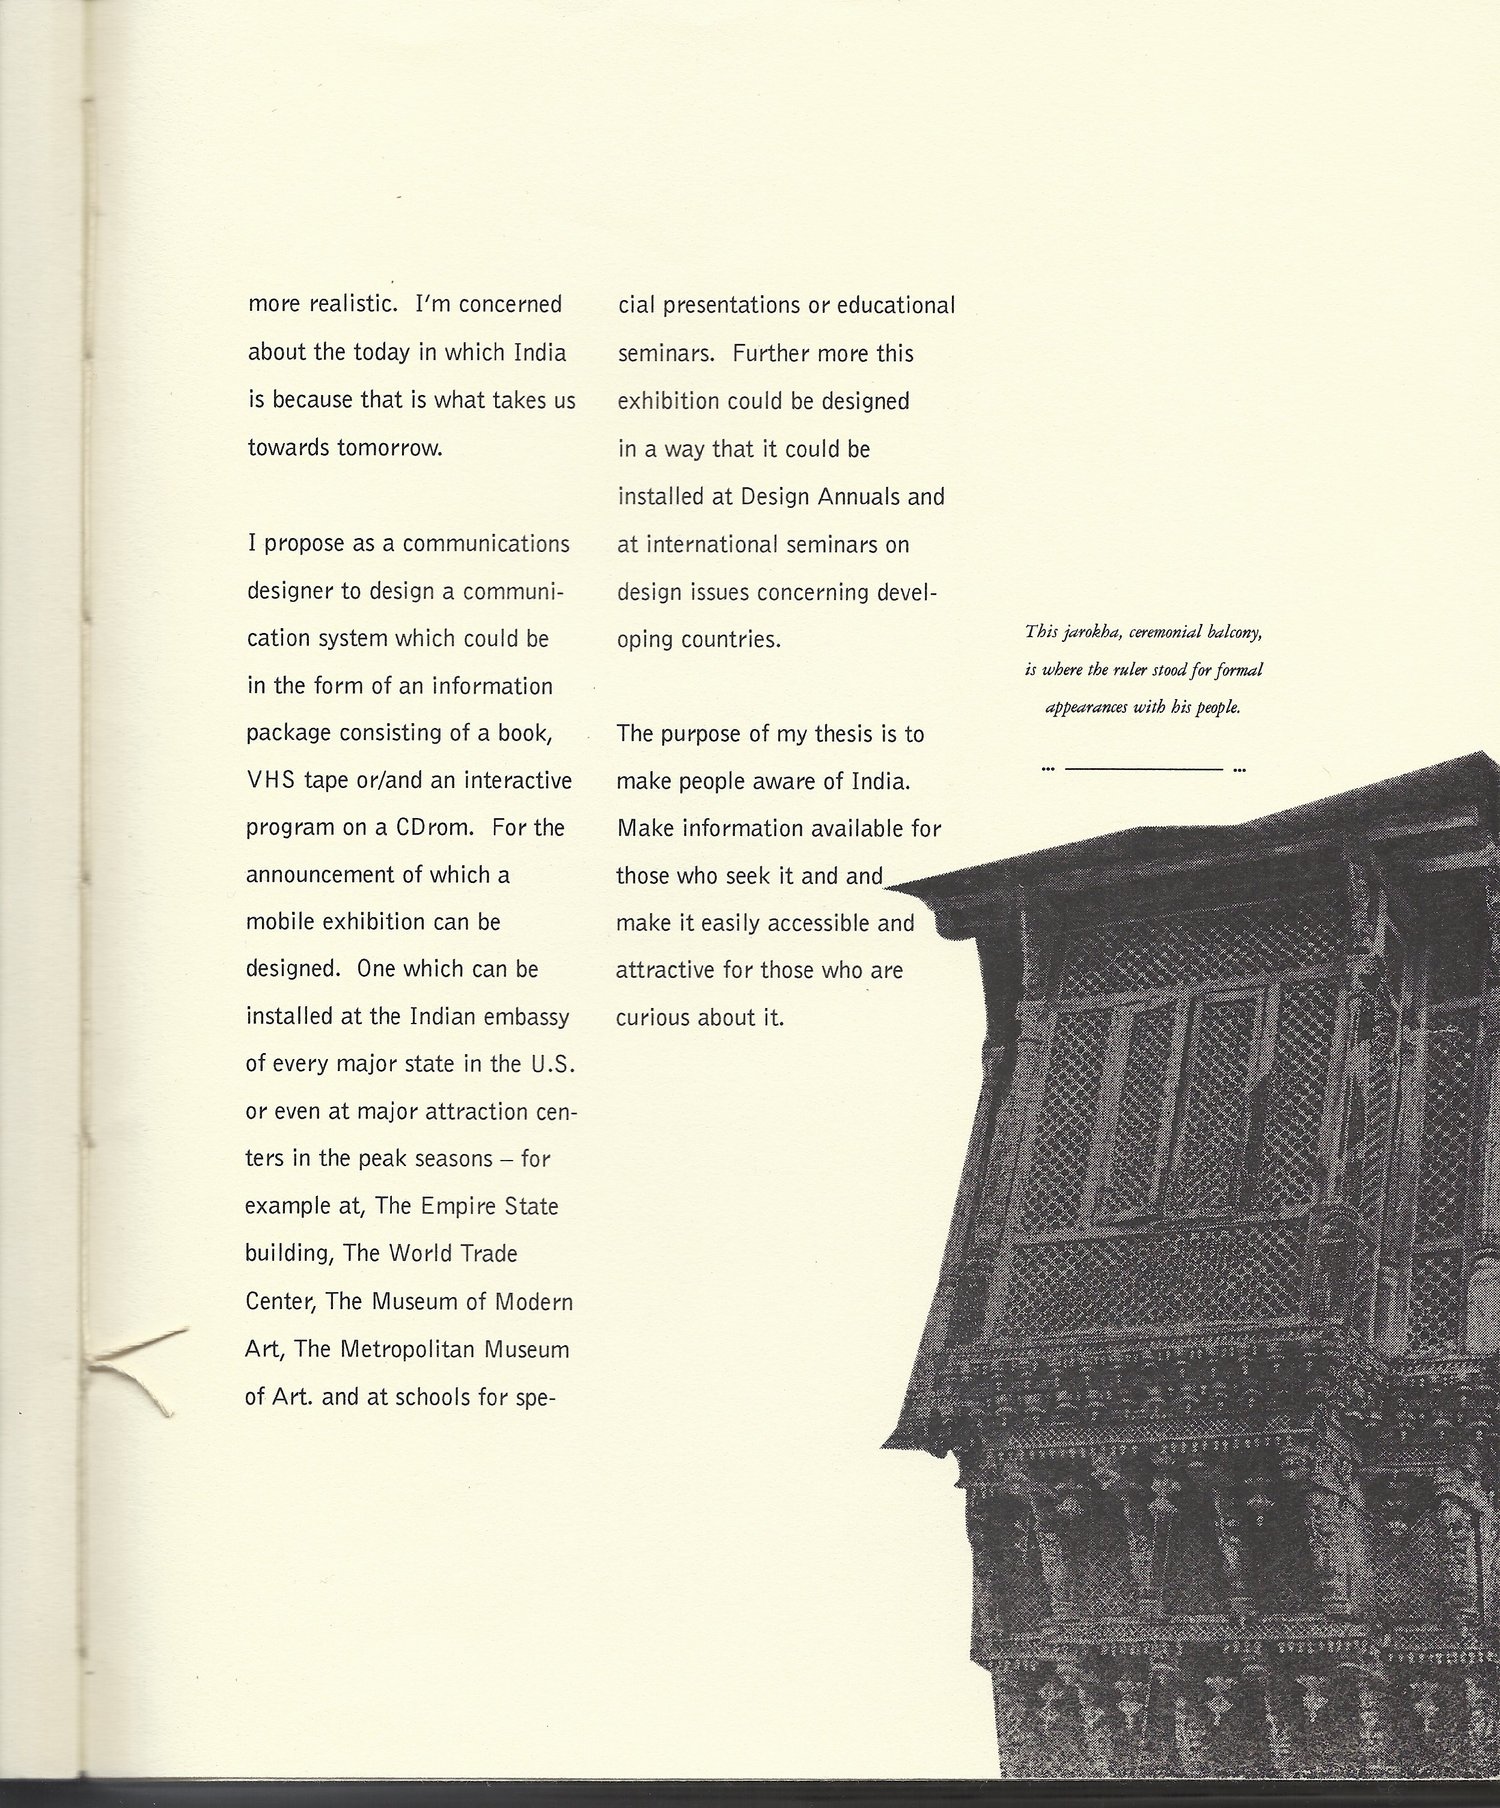 more realistic.  I'm concerned
about the today in which India
is because that is what takes us
towards tomorrow.
I propose as a communications
designer to design a communi-
cation system which could be
in the form of an information
package consisting of a book,
VHS tape or/and an interactive
program on a CDrom.  For the
announcement of which a
mobile exhibition can be
designed.  One which can be
installed at the Indian embassy
of every major state in the U.S.
or even at major attraction cen-
ters in the peak seasons – for
example at, The Empire State
building, The World Trade
Center, The Museum of Modern
Art, The Metropolitan Museum
of Art. and at schools for spe-
cial presentations or educational
seminars.  Further more this
exhibition could be designed
in a way that it could be
installed at Design Annuals and
at international seminars on
design issues concerning devel-
oping countries.
The purpose of my thesis is to
make people aware of India.
Make information available for
those who seek it and and
make it easily accessible and
attractive for those who are
curious about it.
This jarokha, ceremonial balcony,
is where the ruler stood for formal
appearances with his people.